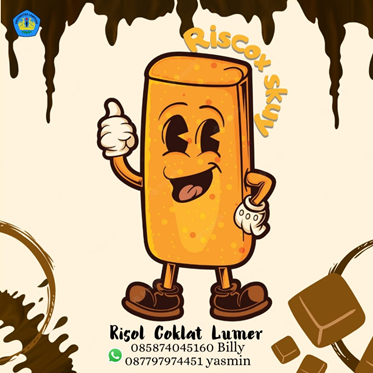 Riscox skuy
Risol Coklat Lumer
085874045160 Billy
087797974451 yasmin